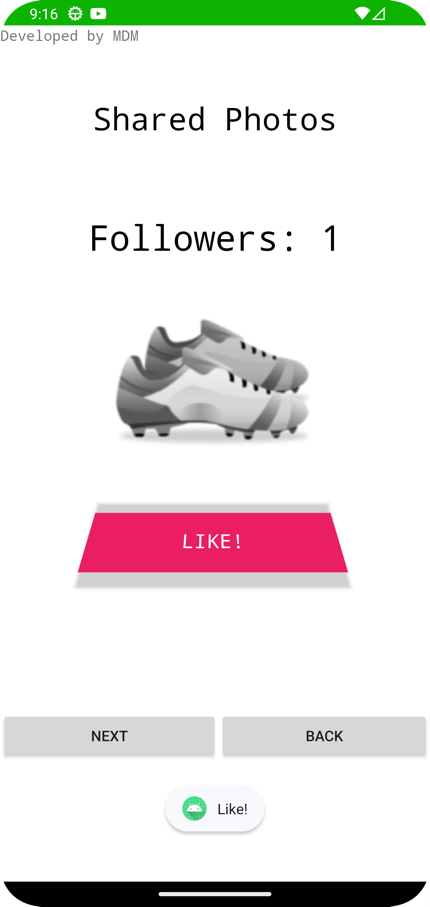 9:16
Developed by MDM
Shared Photos
Followers: 1
LIKE!
NEXT BACK
Like!